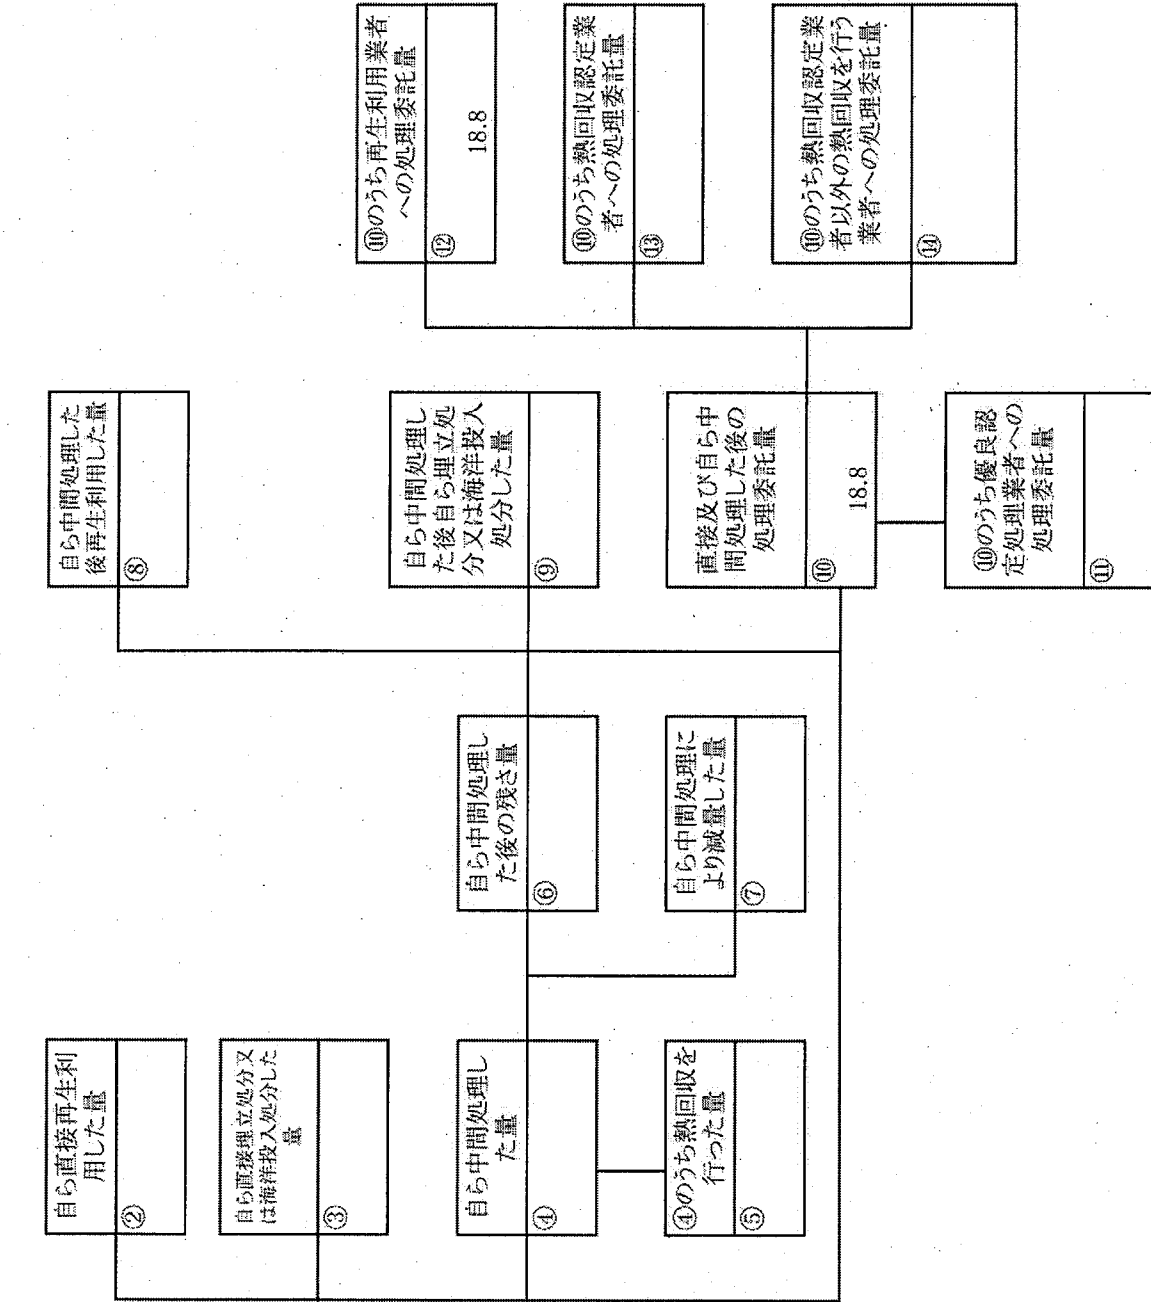 自ら直接再生利
用した量
②
自ら直接埋立処分又
は海洋投入処分した
量
③
自ら中間処理し
た量
④
④のうち熱回収を
行った量
⑤
自ら中間処理し
た後の残さ量
⑥
自ら中間処理に
より減量した量
⑦
自ら中間処理した
後再生利用した量
⑧
自ら中間処理し
た後自ら埋立処
分又は海洋投入
処分した量
⑨
直接及び自ら中
間処理した後の
処理委託量
⑩
18.8
⑩のうち優良認
定処理業者への
処理委託量
⑪
⑩のうち再生利用業者
への処理委託量
⑫
18.8
⑩のうち熱回収認定業
者への処理委託量
⑬
⑩のうち熱回収認定業
者以外の熱回収を行う
業者への処理委託量
⑭